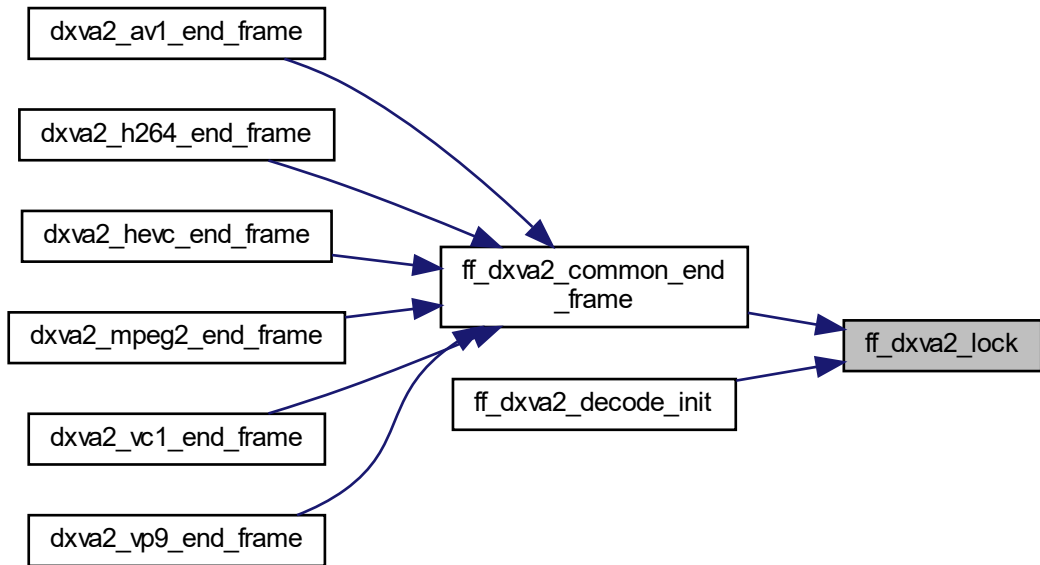 dxva2_av1_end_frame
dxva2_h264_end_frame
dxva2_hevc_end_frame
dxva2_mpeg2_end_frame
dxva2_vc1_end_frame
dxva2_vp9_end_frame
ff_dxva2_common_end
_frame
ff_dxva2_decode_init
ff_dxva2_lock